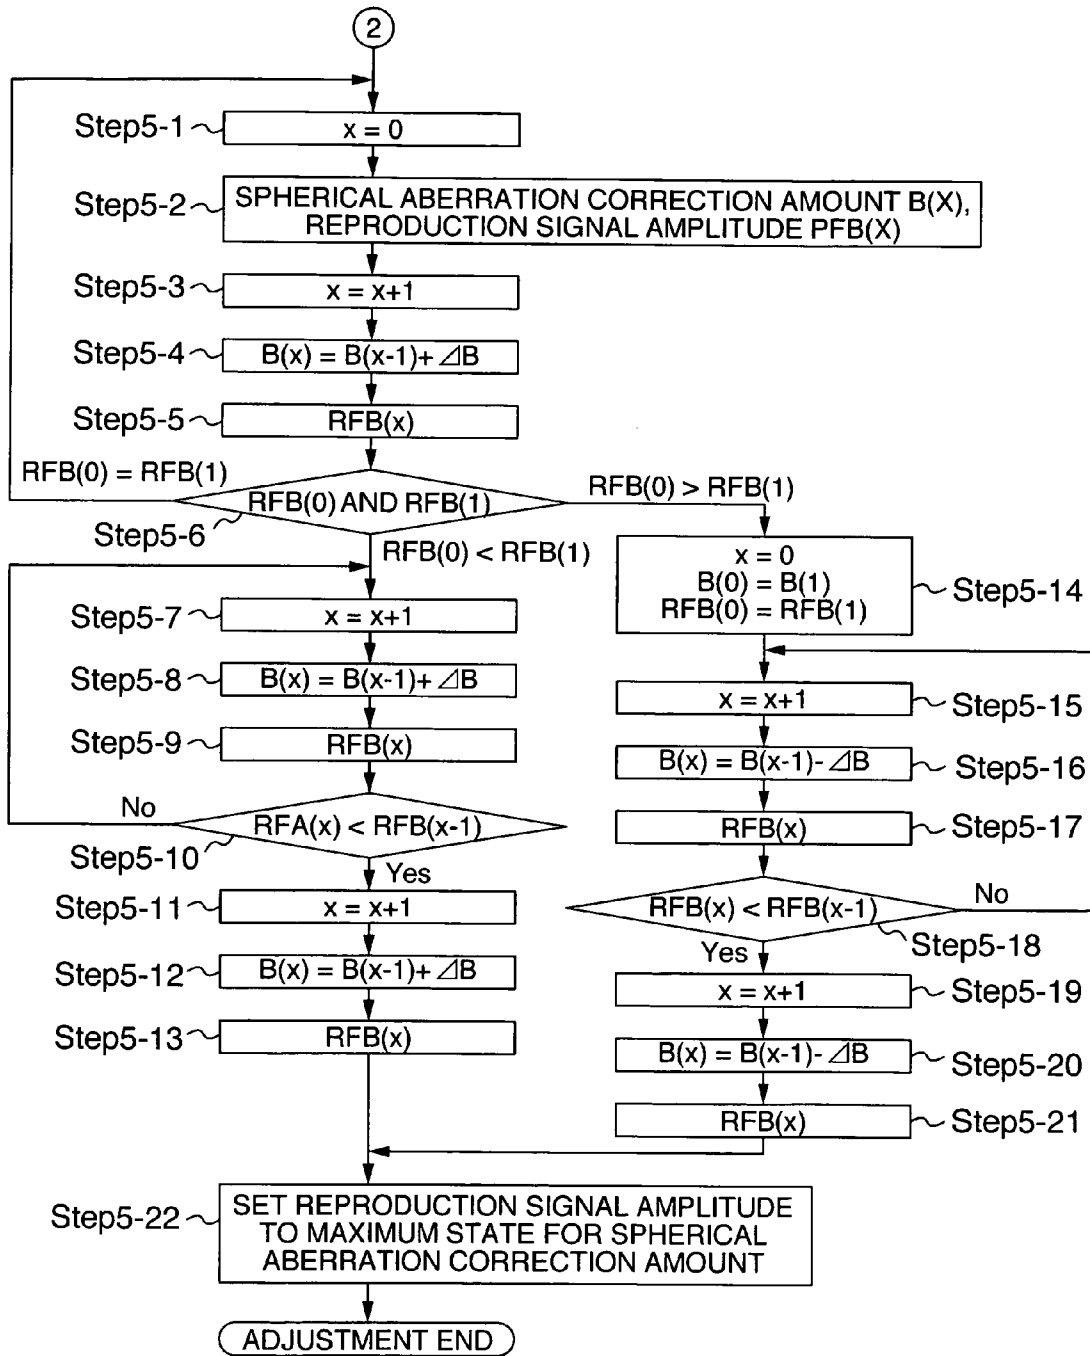 2
Step5-1
x = 0
Step5-2
SPHERICAL ABERRATION CORRECTION AMOUNT B(X),
REPRODUCTION SIGNAL AMPLITUDE PFB(X)
Step5-3
x = x+1
Step5-4
B(x) = B(x-1)+ ⊿B
Step5-5
RFB(x)
RFB(0) = RFB(1)
RFB(0) AND RFB(1)
RFB(0) > RFB(1)
Step5-6
RFB(0) < RFB(1)
Step5-7
x = x+1
Step5-8
B(x) = B(x-1)+ ⊿B
Step5-9
RFB(x)
No
RFA(x) < RFB(x-1)
Step5-10
Yes
Step5-11
x = x+1
Step5-12
B(x) = B(x-1)+ ⊿B
Step5-13
RFB(x)
x = 0
B(0) = B(1)
RFB(0) = RFB(1)
Step5-14
x = x+1
Step5-15
B(x) = B(x-1)- ⊿B
Step5-16
RFB(x)
Step5-17
RFB(x) < RFB(x-1)
No
Step5-18
Yes
x = x+1
Step5-19
B(x) = B(x-1)- ⊿B
Step5-20
RFB(x)
Step5-21
Step5-22
SET REPRODUCTION SIGNAL AMPLITUDE
TO MAXIMUM STATE FOR SPHERICAL
ABERRATION CORRECTION AMOUNT
ADJUSTMENT END